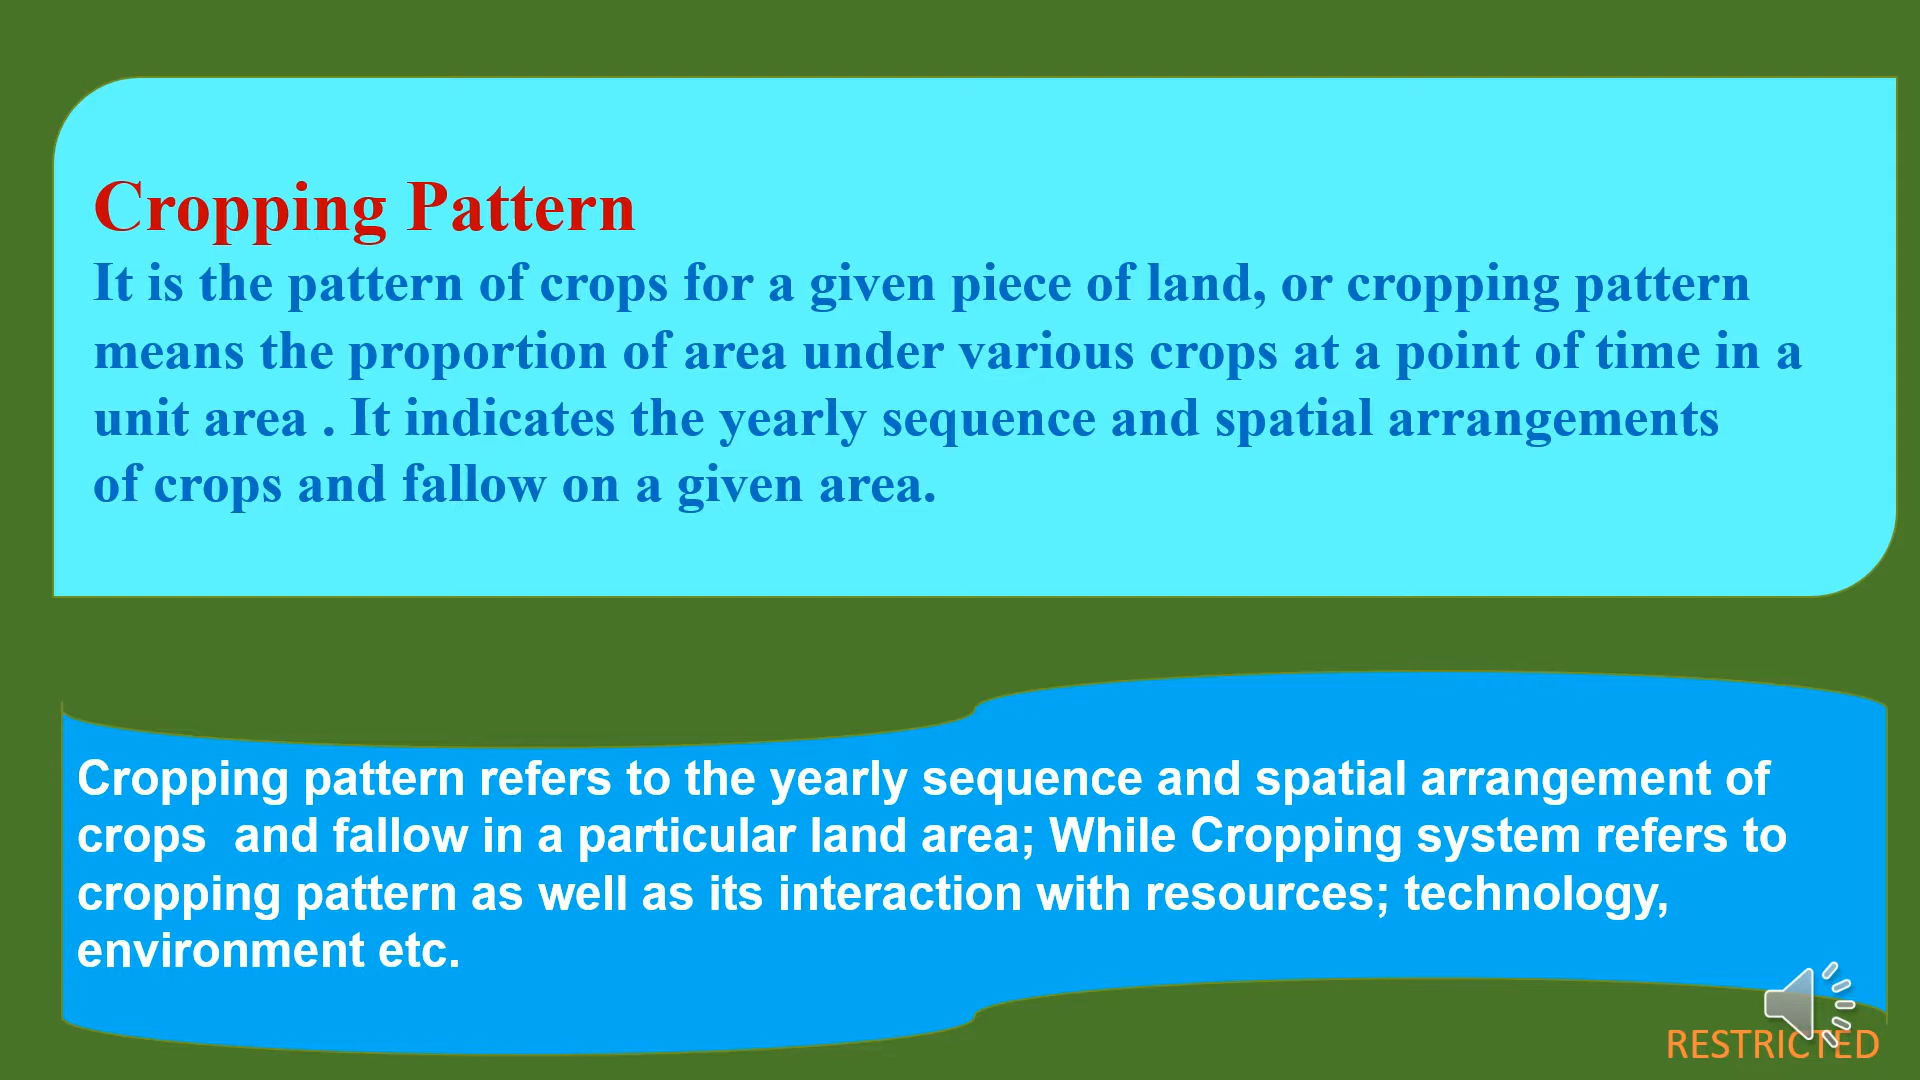 Cropping Pattern
It is the pattern of crops for a given piece of land, or cropping pattern
means the proportion of area under various crops at a point of time in a
unit area . It indicates the yearly sequence and spatial arrangements
of crops and fallow on a given area.
Cropping pattern refers to the yearly sequence and spatial arrangement of
crops  and fallow in a particular land area; While Cropping system refers to
cropping pattern as well as its interaction with resources; technology,
environment etc.
RESTRICTED